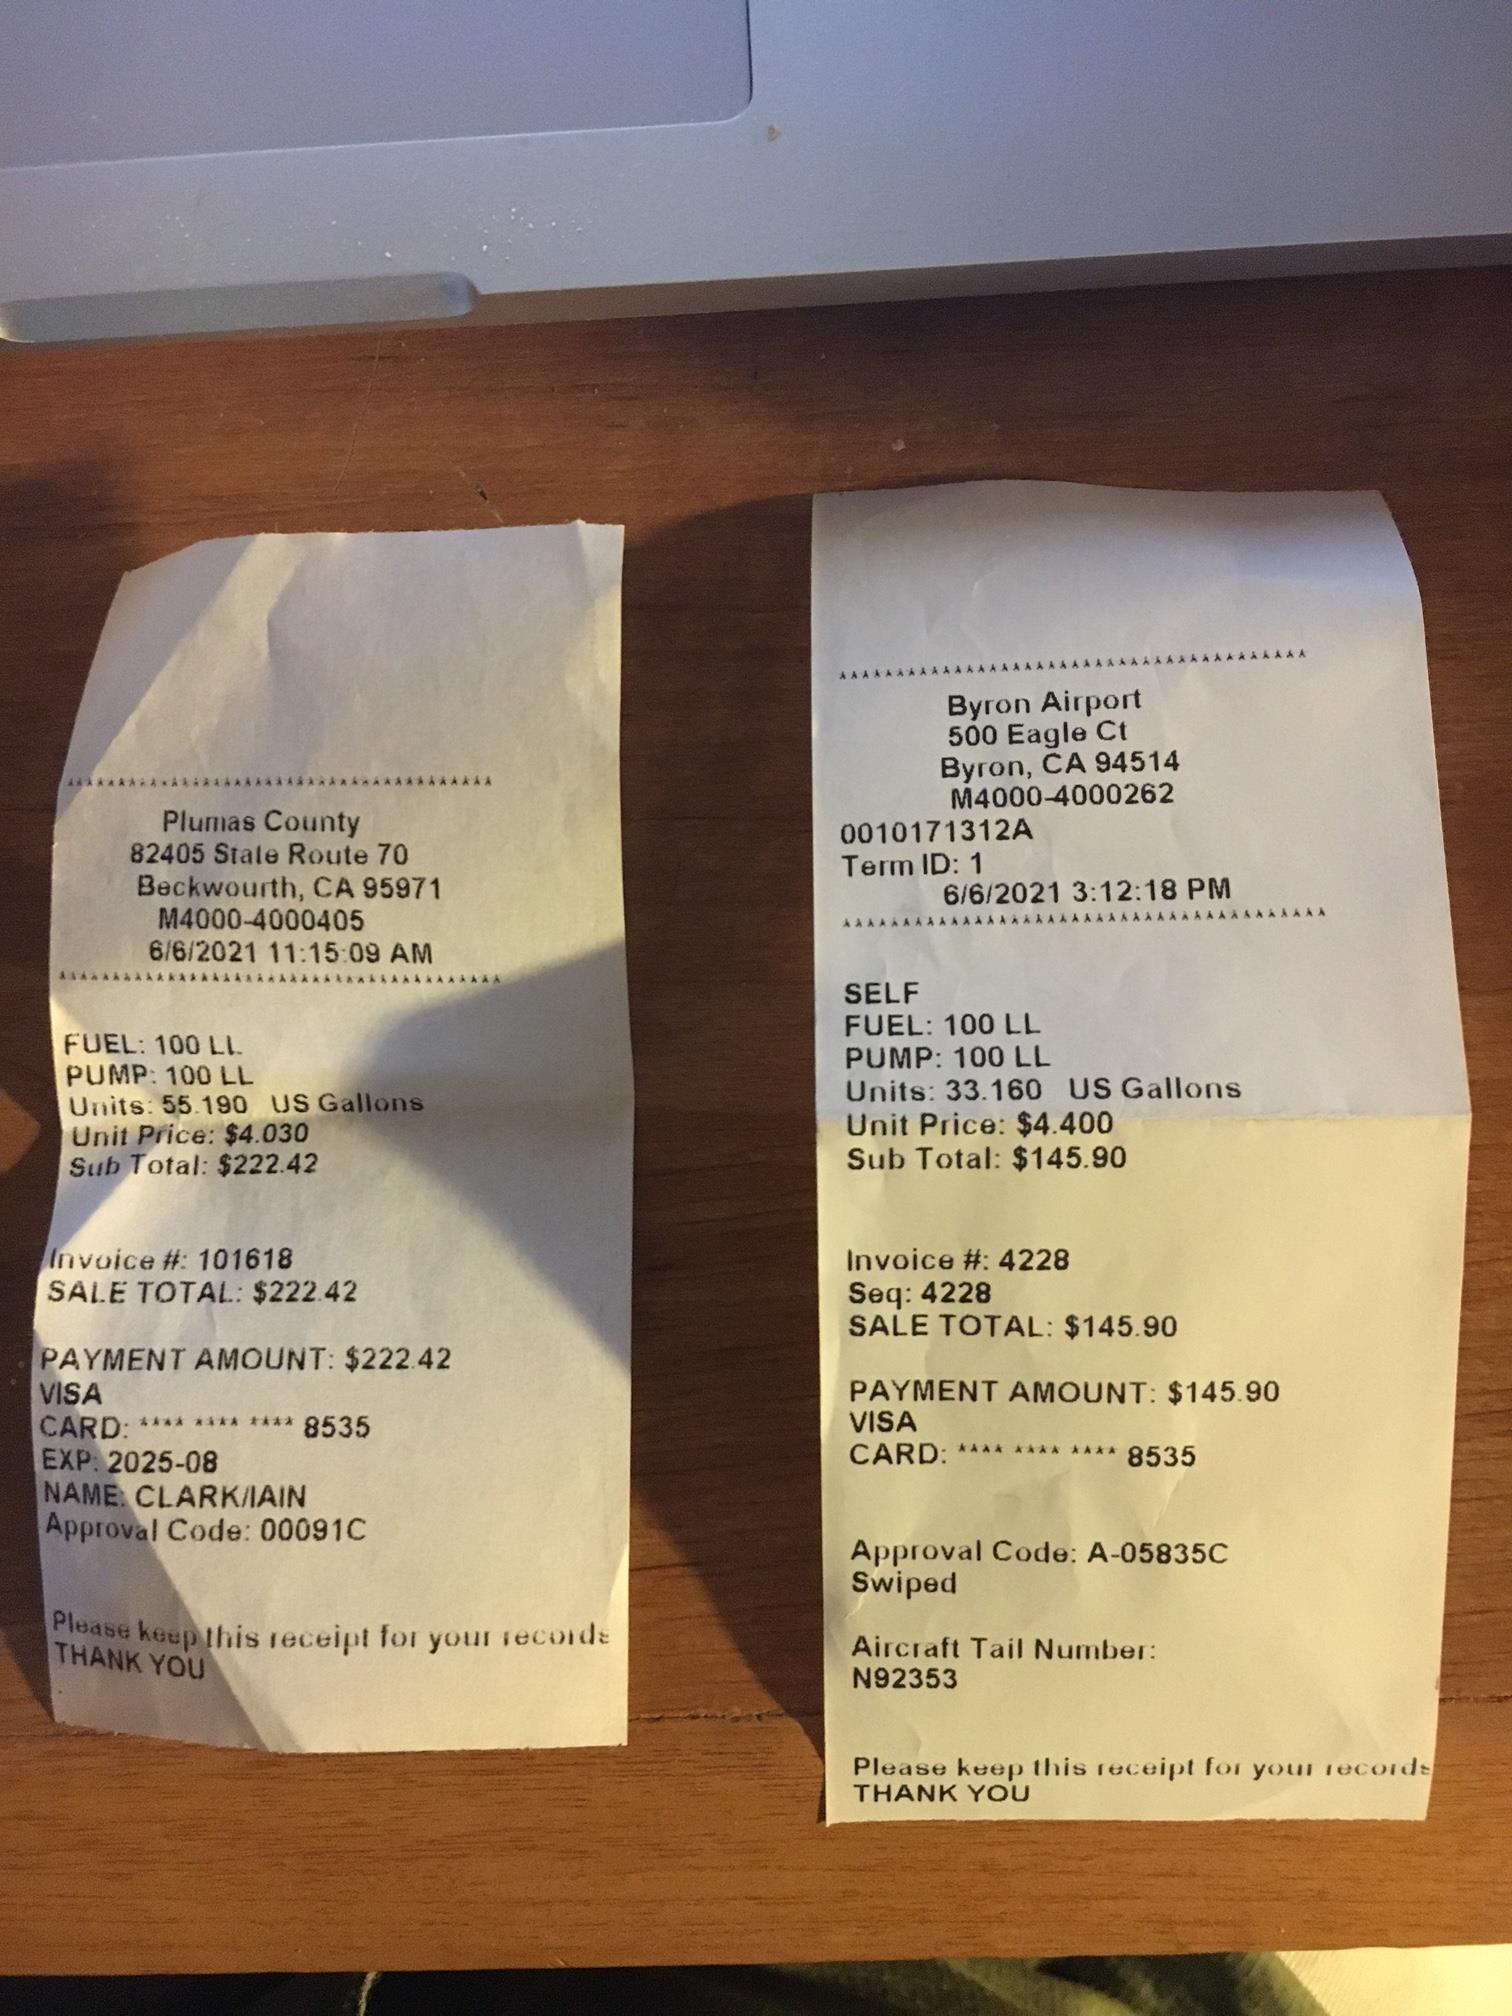 Plumas County
82405 State Route 70
Beckwourth, CA 95971
M4000-4000405
6/6/2021 11:15:09 AM
FUEL: 100 LL
PUMP: 100 LL
Units: 55.190 US Gallons
Unit Price: $4.030
Sub Total: $222.42
Invoice #: 101618
SALE TOTAL: $222.42
PAYMENT AMOUNT: $222.42
VISA
CARD: **** **** **** 8535
EXP: 2025-08
NAME: CLARK/IAIN
Approval Code: 00091C
Please keep this receipt for your records
THANK YOU
Byron Airport
500 Eagle Ct
Byron, CA 94514
M4000-4000262
0010171312A
Term ID: 1
6/6/2021 3:12:18 PM
SELF
FUEL: 100 LL
PUMP: 100 LL
Units: 33.160 US Gallons
Unit Price: $4.400
Sub Total: $145.90
Invoice #: 4228
Seq: 4228
SALE TOTAL: $145.90
PAYMENT AMOUNT: $145.90
VISA
CARD: **** **** **** 8535
Approval Code: A-05835C
Swiped
Aircraft Tail Number:
N92353
Please keep this receipt for your records
THANK YOU